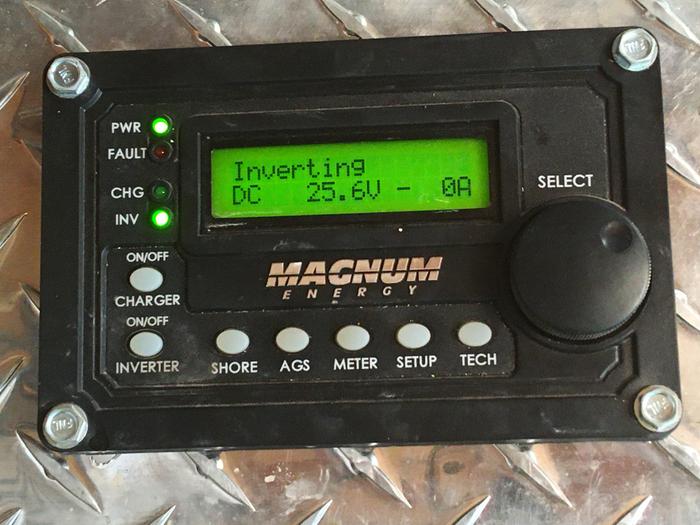 PWR
FAULT
CHG
INV
Inverting
DC 25.6V - 0A
SELECT
ON/OFF
CHARGER
ON/OFF
INVERTER
MAGNUM
ENERGY
SHORE
AGS
METER
SETUP
TECH